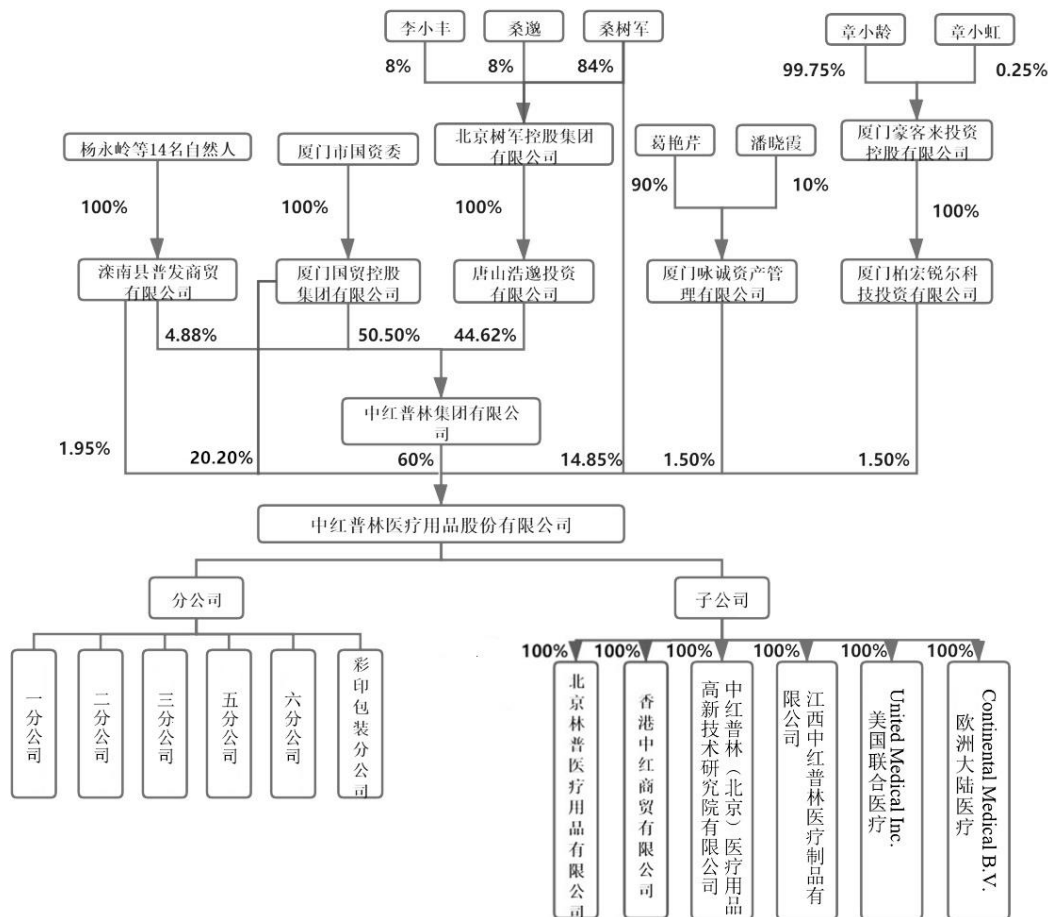 李小丰
桑邈
桑树军
章小龄
章小虹
8%
8%
84%
99.75%
0.25%
杨永岭等14名自然人
厦门市国资委
北京树军控股集团
有限公司
葛艳芹
潘晓霞
厦门豪客来投资
控股有限公司
100%
100%
100%
90%
10%
100%
滦南县普发商贸
有限公司
厦门国贸控股
集团有限公司
唐山浩邈投资
有限公司
厦门咏诚资产管
理有限公司
厦门柏宏锐尔科
技投资有限公司
4.88%
50.50%
44.62%
中红普林集团有限公
司
1.95%
20.20%
60%
14.85%
1.50%
1.50%
中红普林医疗用品股份有限公司
分公司
子公司
一分公司
二分公司
三分公司
五分公司
六分公司
彩印包装分公司
100%
100%
100%
100%
100%
100%
北京林普医疗用品有限公司
香港中红商贸有限公司
中红普林（北京）医疗用品
高新技术研究院有限公司
江西中红普林医疗制品有
限公司
United Medical Inc.
美国联合医疗
Continental Medical B.V.
欧洲大陆医疗